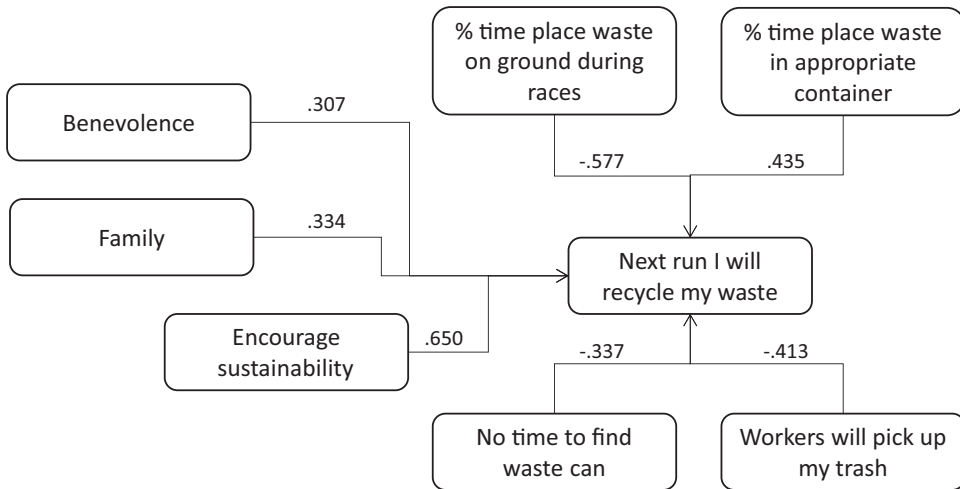 % time place waste
on ground during
races
% time place waste
in appropriate
container
Benevolence
.307
-.577
.435
Family
.334
Next run I will
recycle my waste
Encourage
sustainability
.650
-.337
-.413
No time to find
waste can
Workers will pick up
my trash